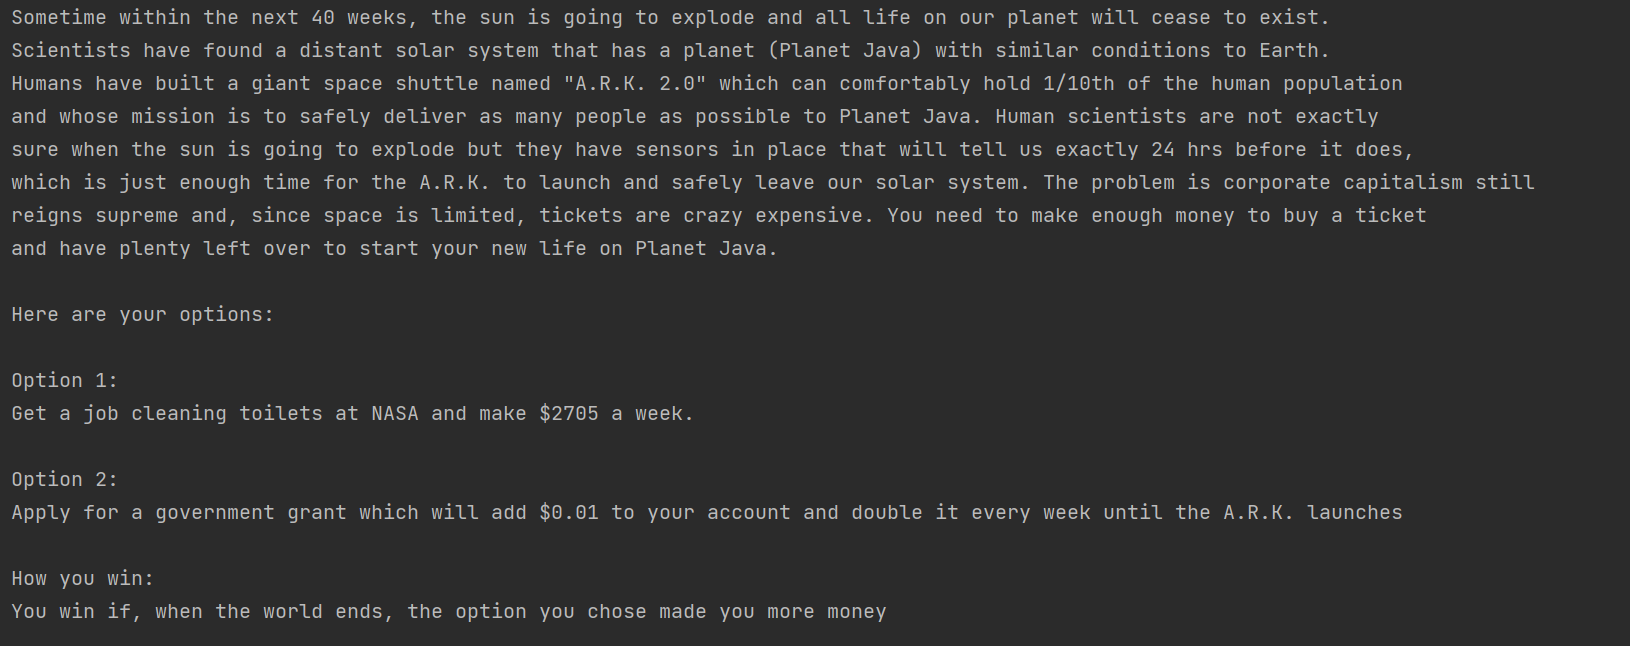 Sometime within the next 40 weeks, the sun is going to explode and all life on our planet will cease to exist.
Scientists have found a distant solar system that has a planet (Planet Java) with similar conditions to Earth.
Humans have built a giant space shuttle named "A.R.K. 2.0" which can comfortably hold 1/10th of the human population
and whose mission is to safely deliver as many people as possible to Planet Java. Human scientists are not exactly
sure when the sun is going to explode but they have sensors in place that will tell us exactly 24 hrs before it does,
which is just enough time for the A.R.K. to launch and safely leave our solar system. The problem is corporate capitalism still
reigns supreme and, since space is limited, tickets are crazy expensive. You need to make enough money to buy a ticket
and have plenty left over to start your new life on Planet Java.
Here are your options:
Option 1:
Get a job cleaning toilets at NASA and make $2705 a week.
Option 2:
Apply for a government grant which will add $0.01 to your account and double it every week until the A.R.K. launches
How you win:
You win if, when the world ends, the option you chose made you more money